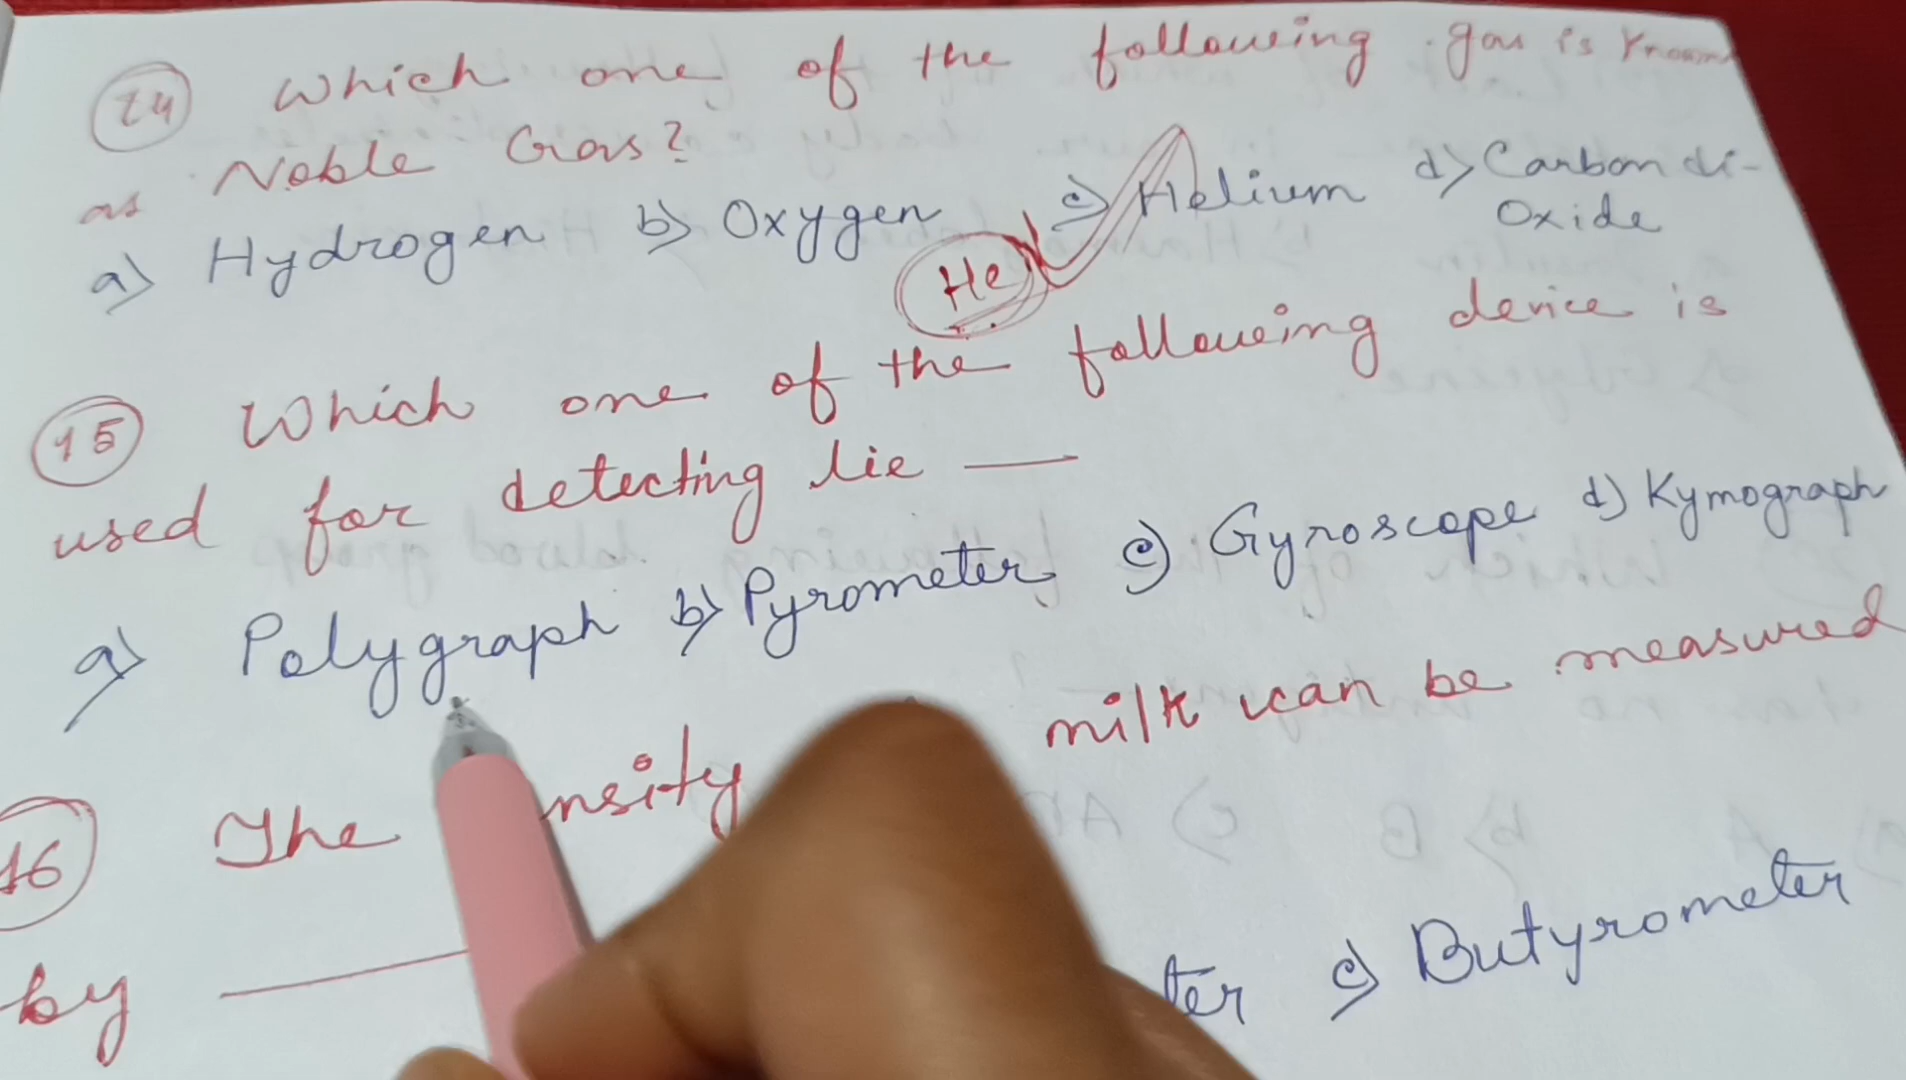 14 Which one of the following gas is known
as Noble Gas?
a) Hydrogen b) Oxygen c) Helium d) Carbon di-
Oxide
He
15 Which one of the following device is
used for detecting lie —
a) Polygraph b) Pyrometer c) Gyroscope d) Kymograph
16 The milk can be measured
by
c) Butyrometer